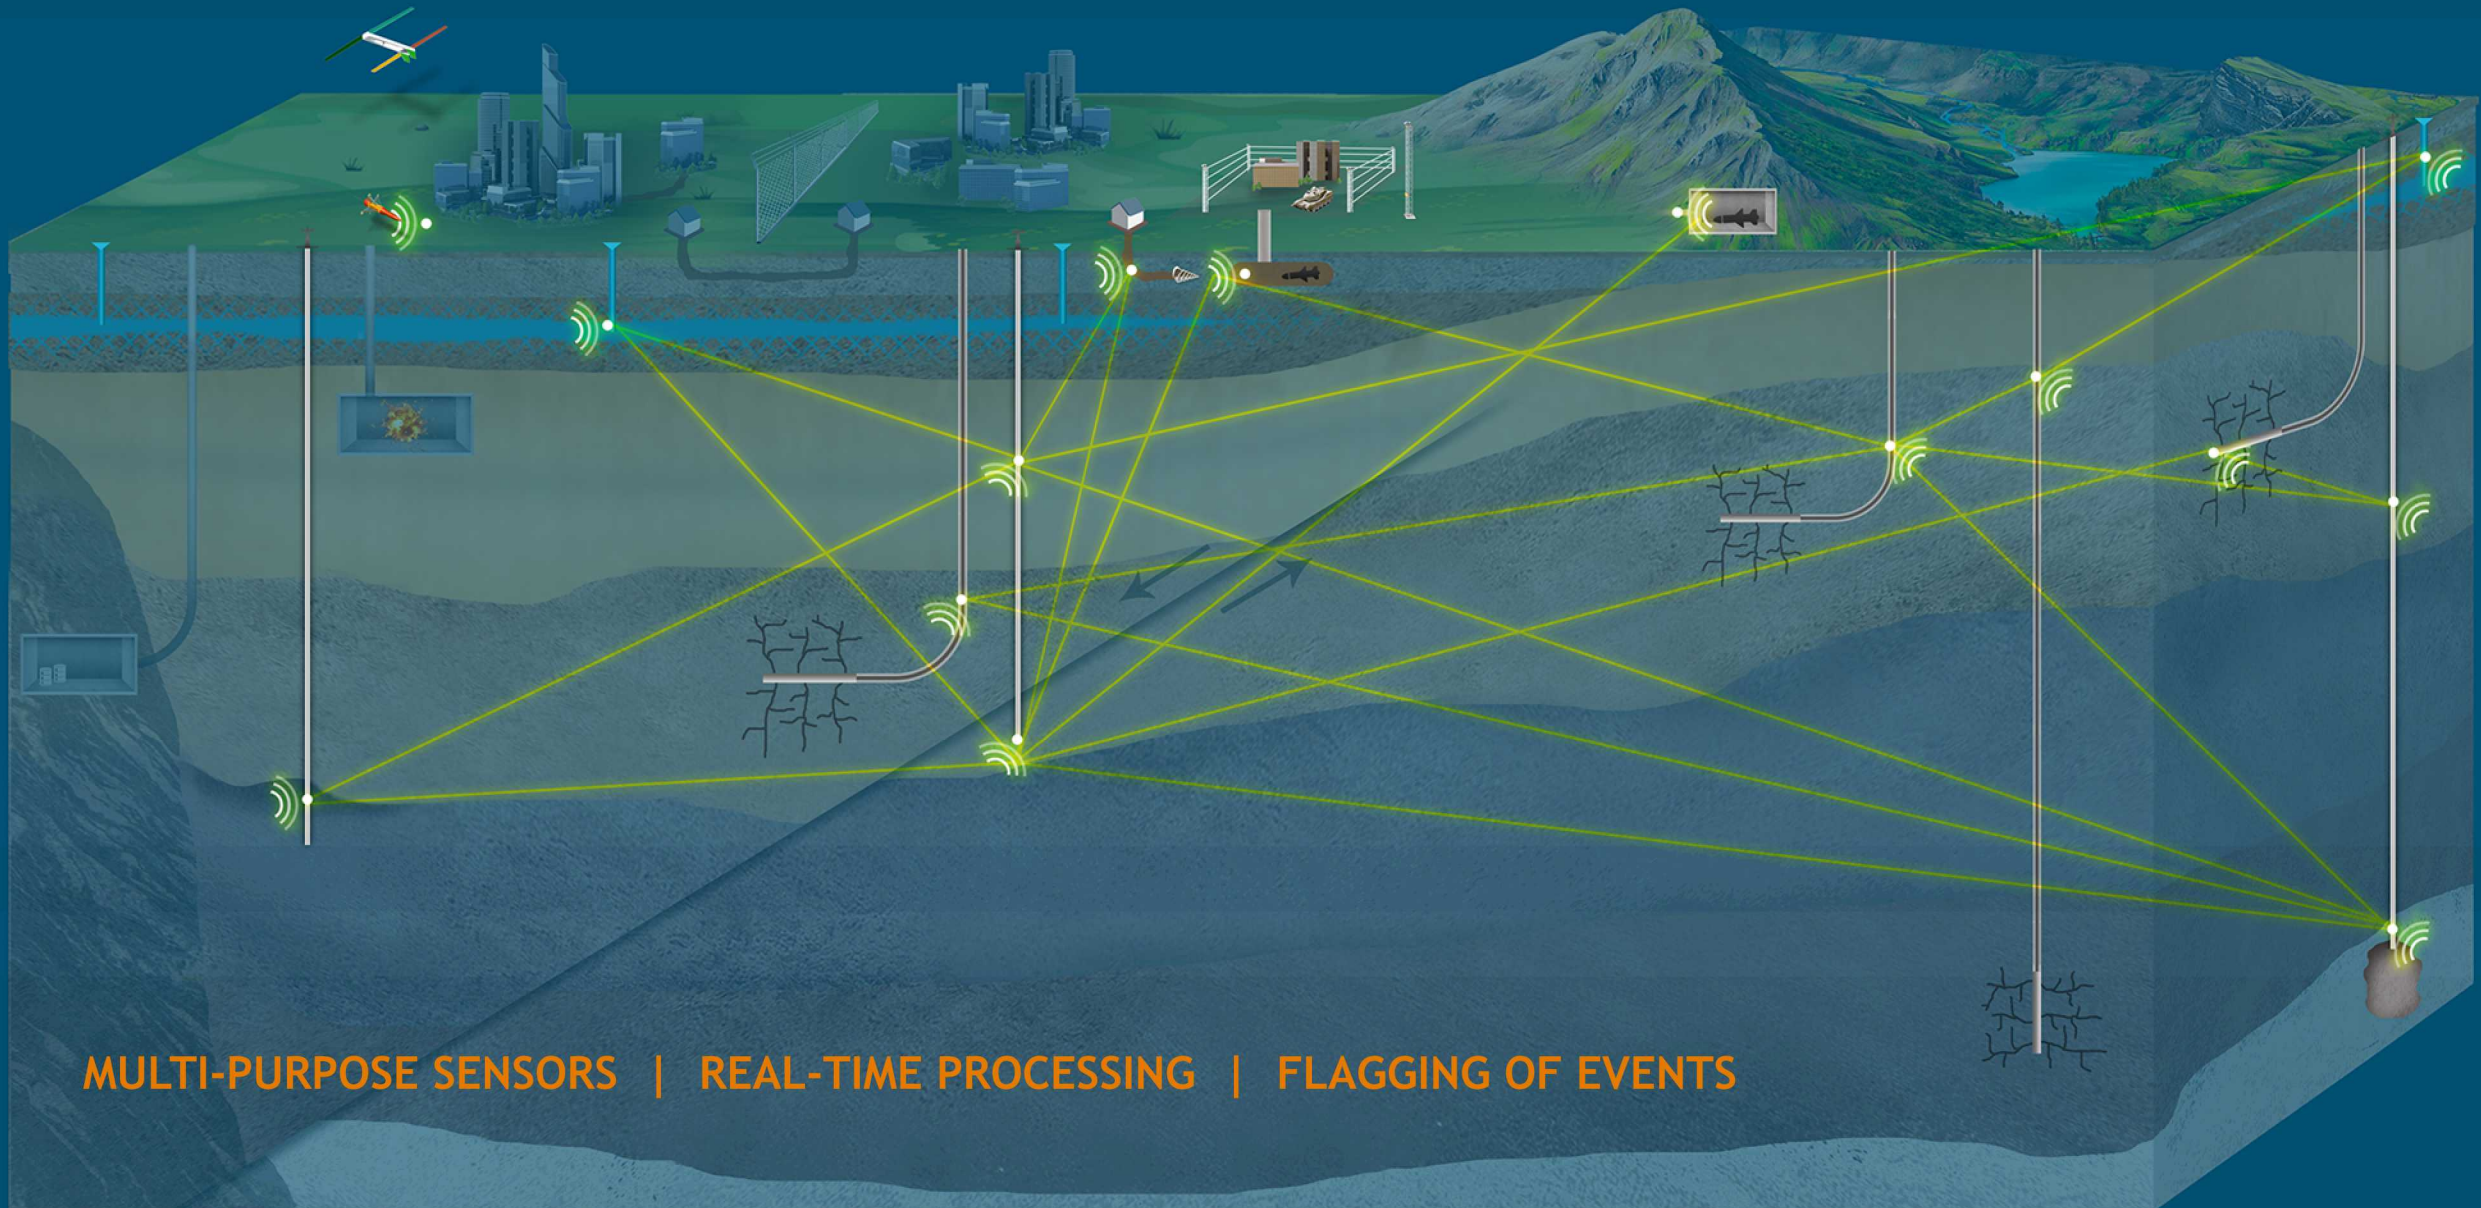 MULTI-PURPOSE SENSORS | REAL-TIME PROCESSING | FLAGGING OF EVENTS